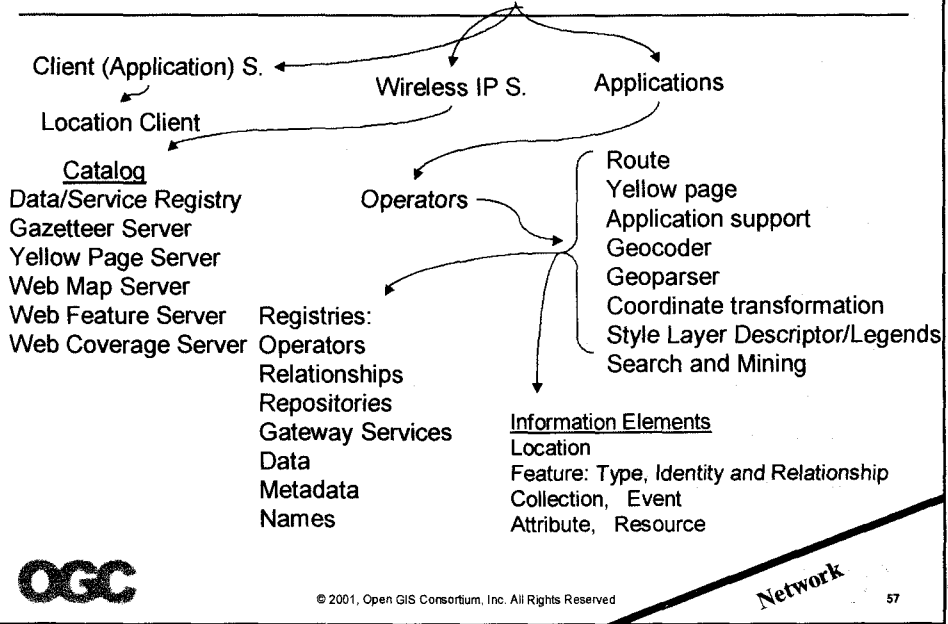 Client (Application) S.
Wireless IP S.
Applications
Location Client
Catalog
Data/Service Registry
Gazetteer Server
Yellow Page Server
Web Map Server
Web Feature Server
Web Coverage Server
Operators
Route
Yellow page
Application support
Geocoder
Geoparser
Coordinate transformation
Style Layer Descriptor/Legends
Search and Mining
Registries:
Operators
Relationships
Repositories
Gateway Services
Data
Metadata
Names
Information Elements
Location
Feature: Type, Identity and Relationship
Collection, Event
Attribute, Resource
OGC
© 2001, Open GIS Consortium, Inc. All Rights Reserved
Network
57